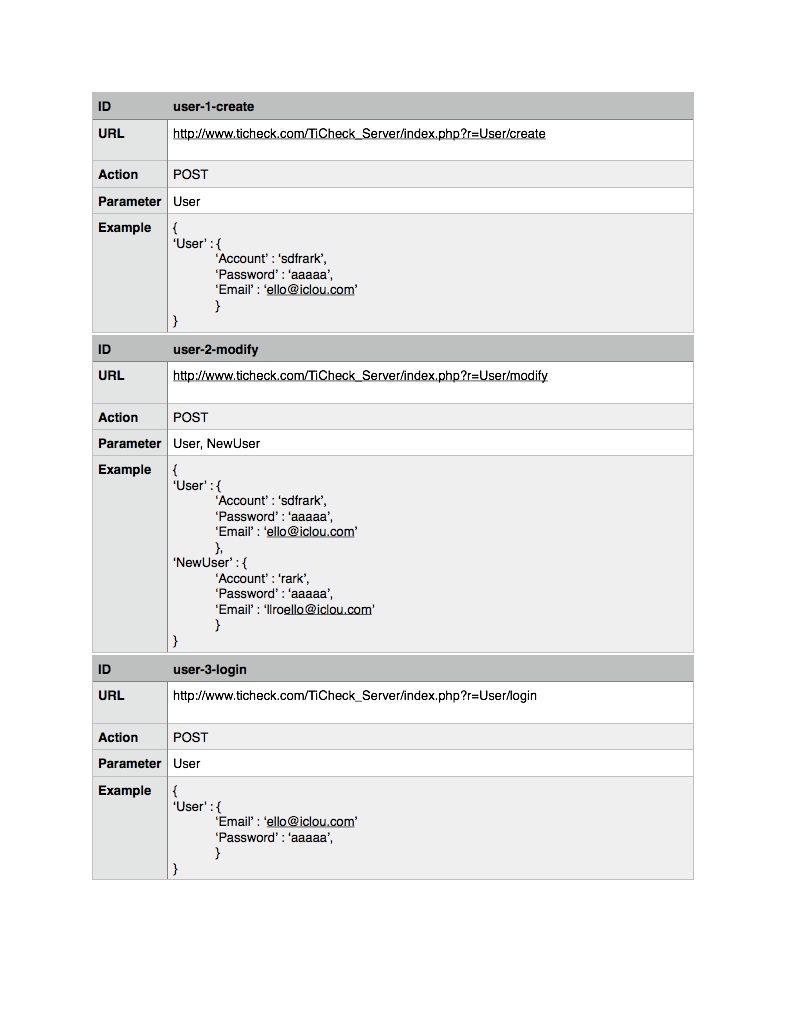 ID user-1-create
URL http://www.ticheck.com/TiCheck_Server/index.php?r=User/create
Action POST
Parameter User
Example {
‘User’ : {
‘Account’ : ‘sdfrark’,
‘Password’ : ‘aaaaa’,
‘Email’ : ‘ello@iclou.com’
}
}
ID user-2-modify
URL http://www.ticheck.com/TiCheck_Server/index.php?r=User/modify
Action POST
Parameter User, NewUser
Example {
‘User’ : {
‘Account’ : ‘sdfrark’,
‘Password’ : ‘aaaaa’,
‘Email’ : ‘ello@iclou.com’
},
‘NewUser’ : {
‘Account’ : ‘rark’,
‘Password’ : ‘aaaaa’,
‘Email’ : ‘llroello@iclou.com’
}
}
ID user-3-login
URL http://www.ticheck.com/TiCheck_Server/index.php?r=User/login
Action POST
Parameter User
Example {
‘User’ : {
‘Email’ : ‘ello@iclou.com’
‘Password’ : ‘aaaaa’,
}
}